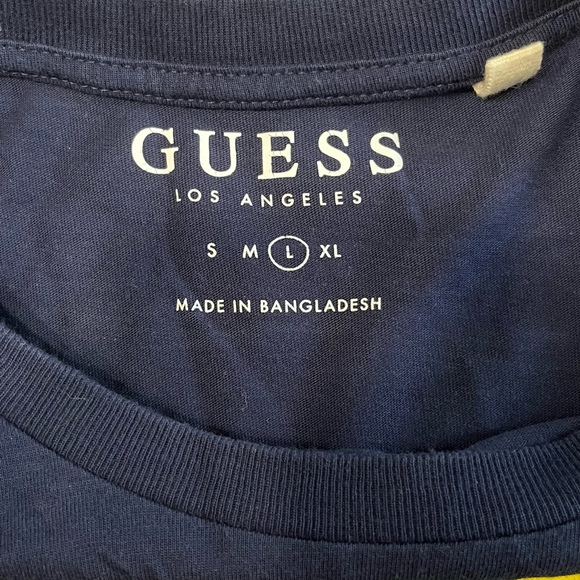 GUESS
LOS ANGELES
S M L XL
MADE IN BANGLADESH